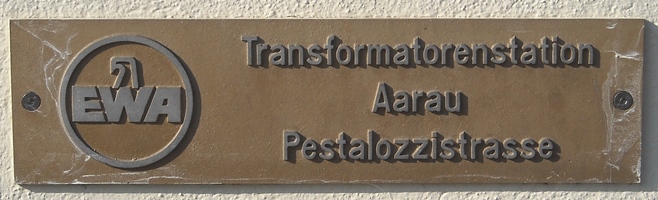 EWA
Transformatorenstation
Aarau
Pestalozzistrasse